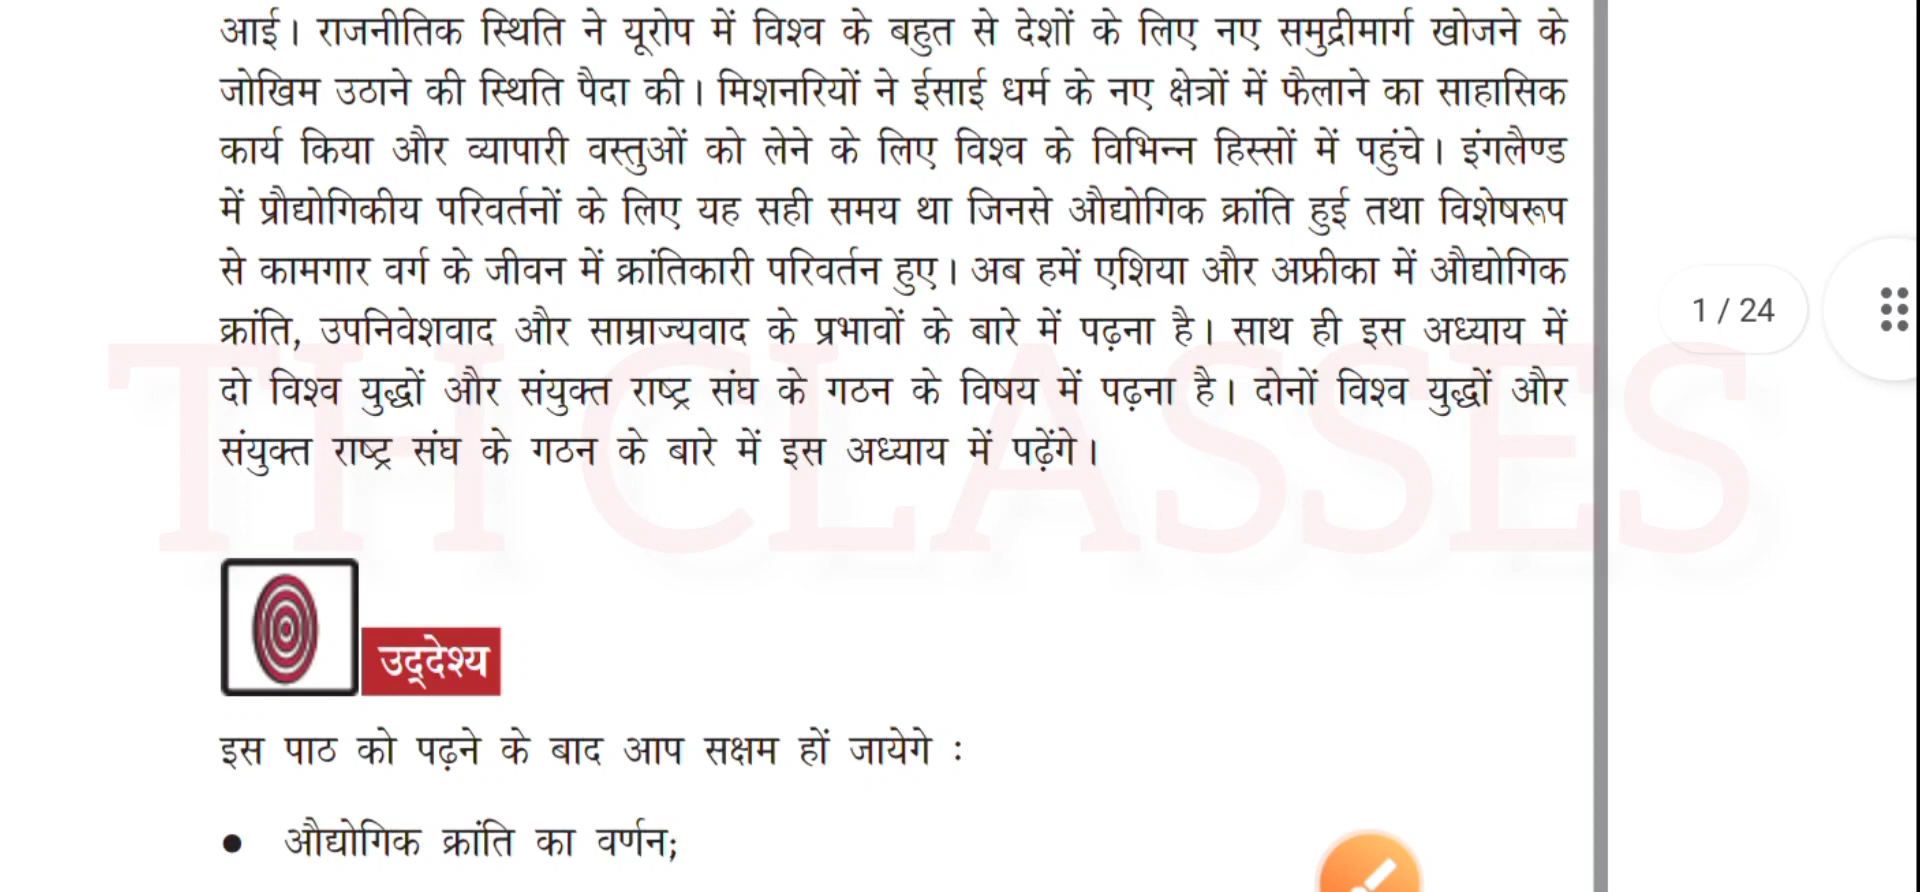 आई। राजनीतिक स्थिति ने यूरोप में विश्व के बहुत से देशों के लिए नए समुद्रीमार्ग खोजने के
जोखिम उठाने की स्थिति पैदा की। मिशनरियों ने ईसाई धर्म के नए क्षेत्रों में फैलाने का साहासिक
कार्य किया और व्यापारी वस्तुओं को लेने के लिए विश्व के विभिन्न हिस्सों में पहुंचे। इंगलैण्ड
में प्रौद्योगिकीय परिवर्तनों के लिए यह सही समय था जिनसे औद्योगिक क्रांति हुई तथा विशेषरूप
से कामगार वर्ग के जीवन में क्रांतिकारी परिवर्तन हुए। अब हमें एशिया और अफ्रीका में औद्योगिक
क्रांति, उपनिवेशवाद और साम्राज्यवाद के प्रभावों के बारे में पढ़ना है। साथ ही इस अध्याय में
दो विश्व युद्धों और संयुक्त राष्ट्र संघ के गठन के विषय में पढ़ना है। दोनों विश्व युद्धों और
संयुक्त राष्ट्र संघ के गठन के बारे में इस अध्याय में पढ़ेंगे।
1 / 24
TH CLASSES
उद्देश्य
इस पाठ को पढ़ने के बाद आप सक्षम हों जायेगे :
● औद्योगिक क्रांति का वर्णन;